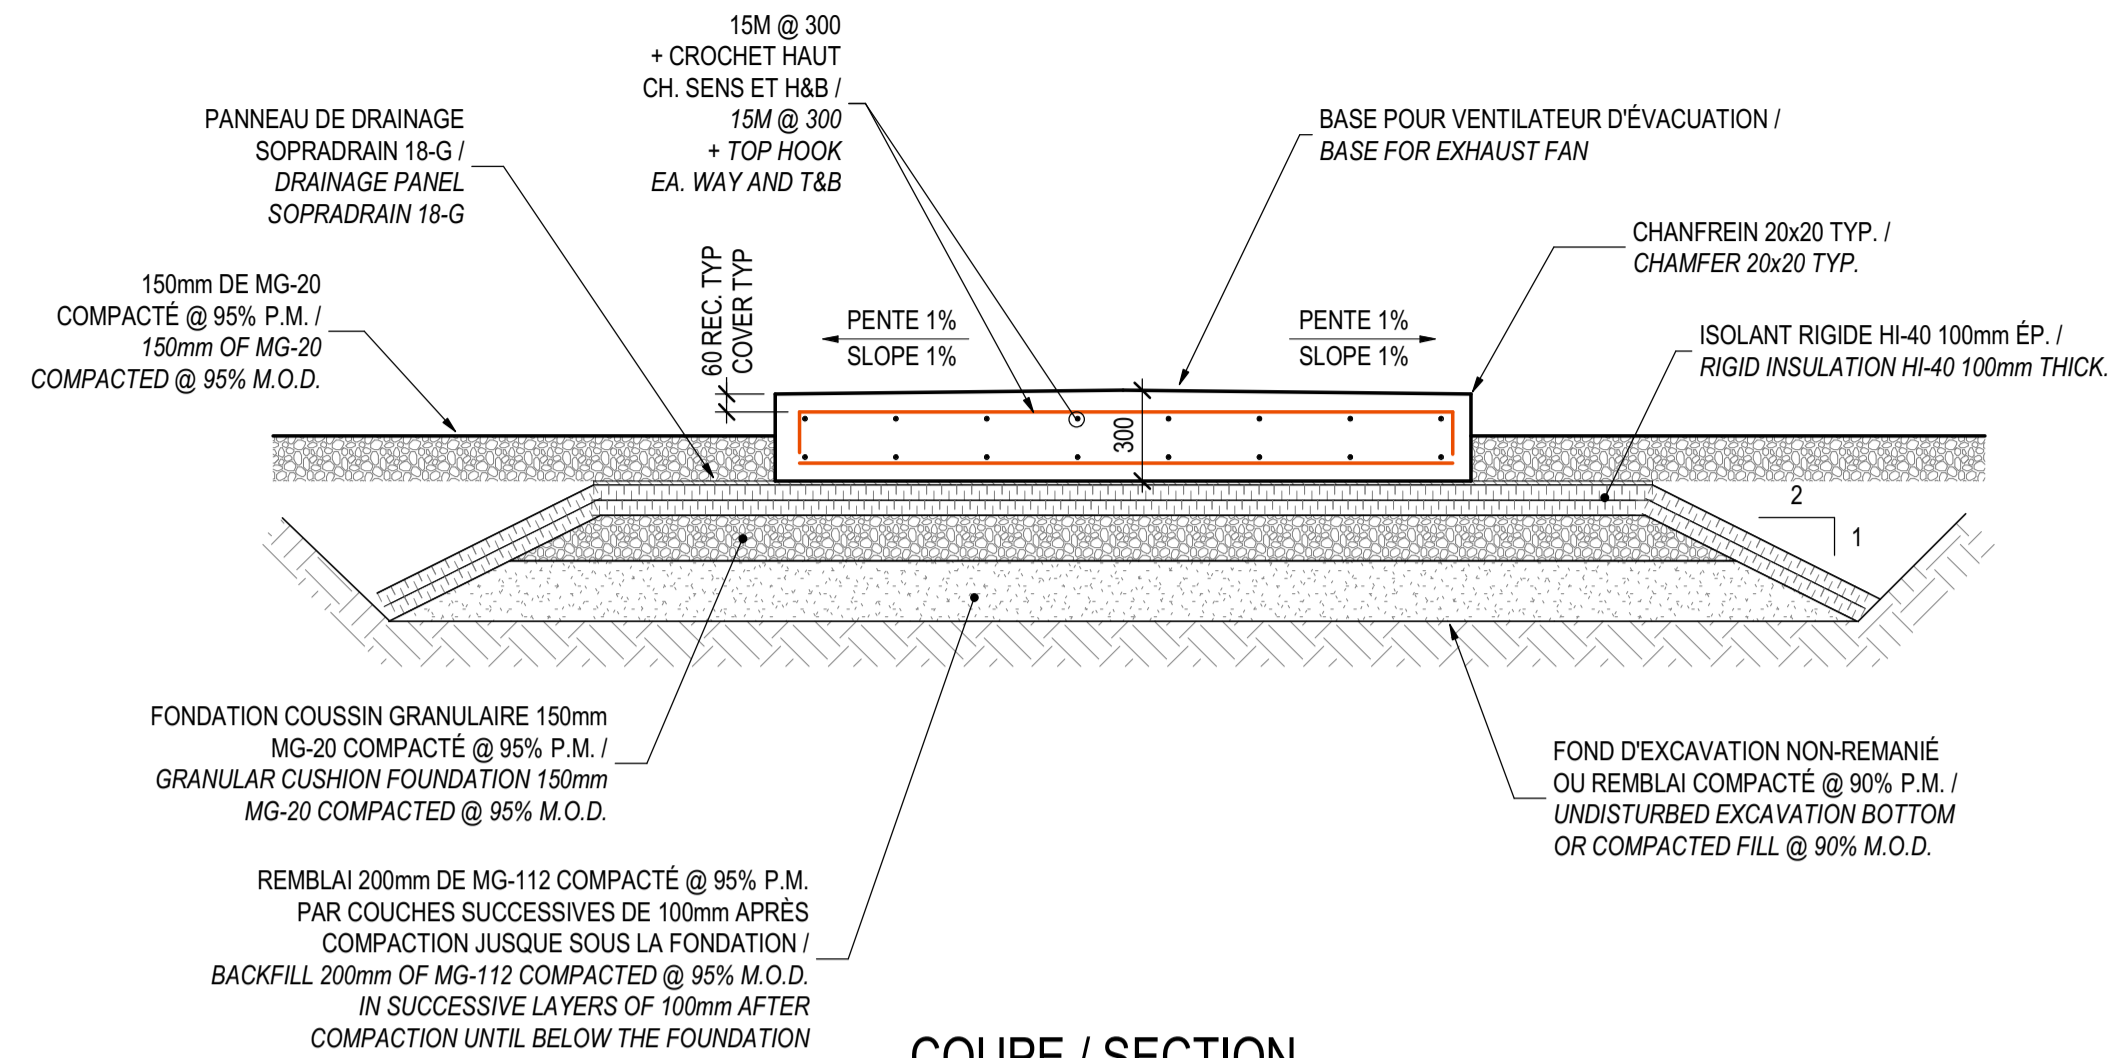 15M @ 300
+ CROCHET HAUT
CH. SENS ET H&B /
15M @ 300
+ TOP HOOK
EA. WAY AND T&B
PANNEAU DE DRAINAGE
SOPRADRAIN 18-G /
DRAINAGE PANEL
SOPRADRAIN 18-G
BASE POUR VENTILATEUR D'ÉVACUATION /
BASE FOR EXHAUST FAN
CHANFREIN 20x20 TYP. /
CHAMFER 20x20 TYP.
150mm DE MG-20
COMPACTÉ @ 95% P.M. /
150mm OF MG-20
COMPACTED @ 95% M.O.D.
60 REC. TYP
COVER TYP
PENTE 1%
SLOPE 1%
PENTE 1%
SLOPE 1%
ISOLANT RIGIDE HI-40 100mm ÉP. /
RIGID INSULATION HI-40 100mm THICK.
300
2
1
FONDATION COUSSIN GRANULAIRE 150mm
MG-20 COMPACTÉ @ 95% P.M. /
GRANULAR CUSHION FOUNDATION 150mm
MG-20 COMPACTED @ 95% M.O.D.
FOND D'EXCAVATION NON-REMANIÉ
OU REMBLAI COMPACTÉ @ 90% P.M. /
UNDISTURBED EXCAVATION BOTTOM
OR COMPACTED FILL @ 90% M.O.D.
REMBLAI 200mm DE MG-112 COMPACTÉ @ 95% P.M.
PAR COUCHES SUCCESSIVES DE 100mm APRÈS
COMPACTION JUSQUE SOUS LA FONDATION /
BACKFILL 200mm OF MG-112 COMPACTED @ 95% M.O.D.
IN SUCCESSIVE LAYERS OF 100mm AFTER
COMPACTION UNTIL BELOW THE FOUNDATION
COUPE / SECTION